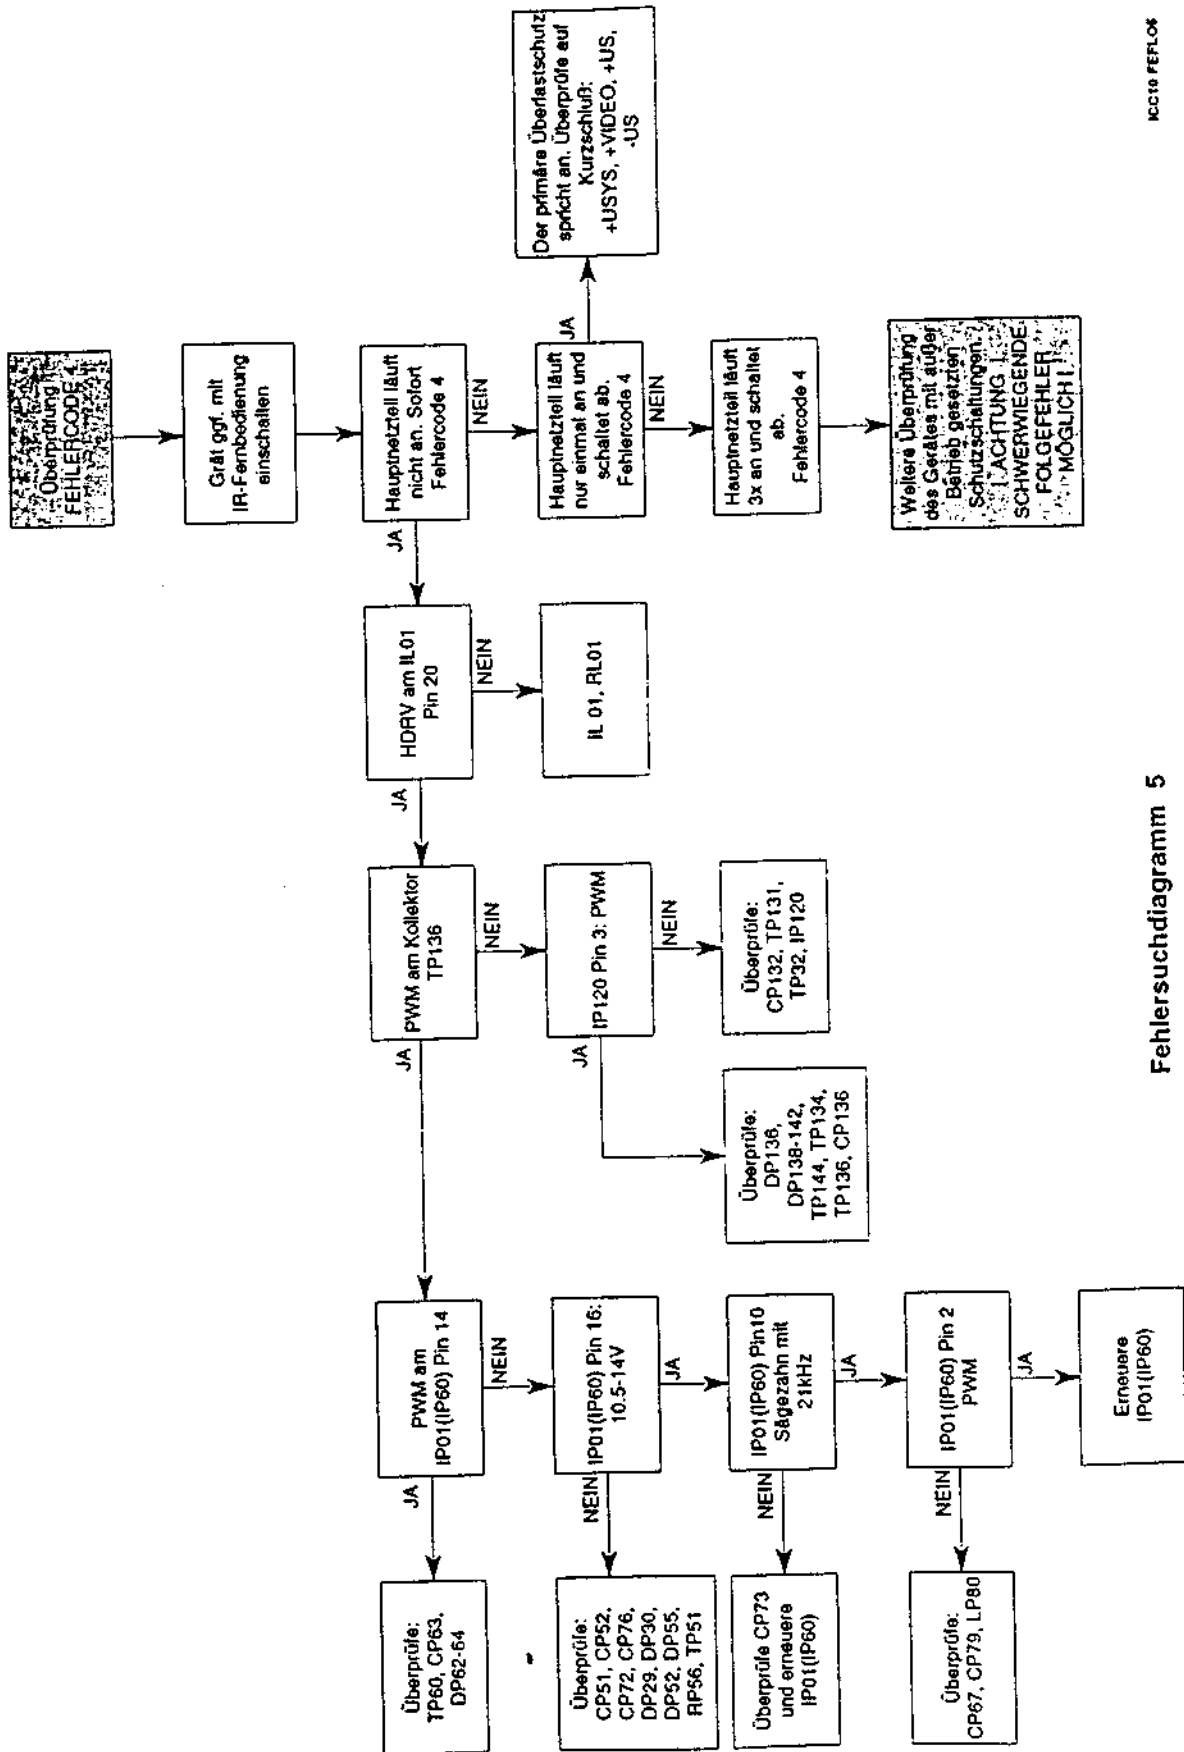 Überprüfung
FEHLERCODE 4
Grät ggf. mit
IR-Fernbedienung
einschalten
Hauptnetzteil läuft
nicht an. Sofort
Fehlercode 4
JA
NEIN
Hauptnetzteil läuft
nur einmal an und
schaltet ab.
Fehlercode 4
JA
NEIN
Der primäre Überlastschutz
spricht an. Überprüfe auf
Kurzschluß:
+USYS, +VIDEO, +US,
-US
Hauptnetzteil läuft
3x an und schaltet
ab.
Fehlercode 4
Weitere Überprüfung
des Gerätes mit außer
Betrieb gesetzten
Schutzschaltungen.
! ACHTUNG !
SCHWERWIEGENDE
FOLGEFEHLER
MÖGLICH !
HDRV am IL01
Pin 20
JA
NEIN
IL 01, RL01
PWM am Kollektor
TP136
JA
NEIN
IP120 Pin 3: PWM
JA
NEIN
Überprüfe:
CP132, TP131,
TP32, IP120
Überprüfe:
DP136,
DP138-142,
TP144, TP134,
TP136, CP136
PWM am
IP01(IP60) Pin 14
JA
NEIN
Überprüfe:
TP60, CP63,
DP62-64
IP01(IP60) Pin 16:
10.5-14V
NEIN
JA
Überprüfe:
CP51, CP52,
CP72, CP76,
DP29, DP30,
DP52, DP55,
RP56, TP51
IP01(IP60) Pin10
Sägezahn mit
21kHz
NEIN
JA
Überprüfe CP73
und erneuere
IP01(IP60)
IP01(IP60) Pin 2
PWM
NEIN
JA
Überprüfe:
CP67, CP79, LP80
Erneuere
IP01(IP60)
Fehlersuchdiagramm 5
ICC10 FEFLO6